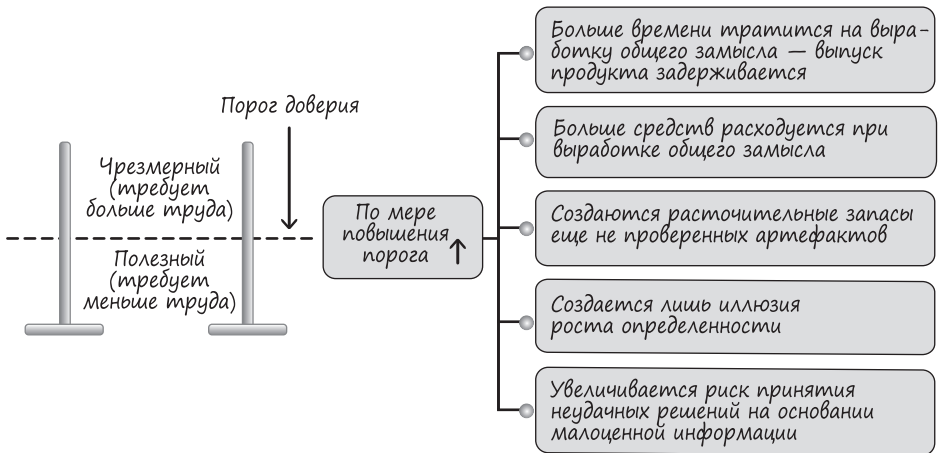 Порог доверия
Чрезмерный
(требует
больше труда)
Полезный
(требует
меньше труда)
По мере
повышения
порога
Больше времени тратится на выра-
ботку общего замысла — выпуск
продукта задерживается
Больше средств расходуется при
выработке общего замысла
Создаются расточительные запасы
еще не проверенных артефактов
Создается лишь иллюзия
роста определенности
Увеличивается риск принятия
неудачных решений на основании
малоценной информации